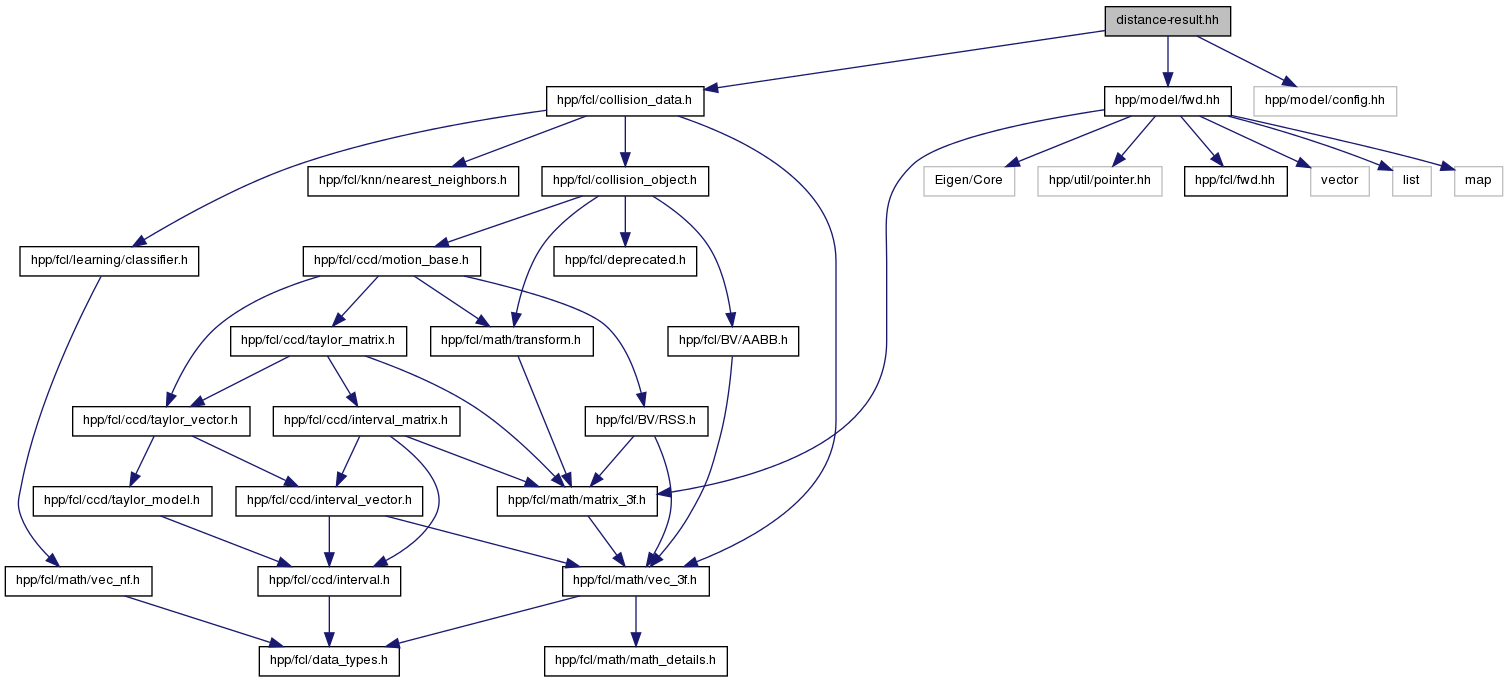 distance-result.hh
hpp/fcl/collision_data.h
hpp/model/fwd.hh
hpp/model/config.hh
hpp/fcl/knn/nearest_neighbors.h
hpp/fcl/collision_object.h
Eigen/Core
hpp/util/pointer.hh
hpp/fcl/fwd.hh
vector
list
map
hpp/fcl/learning/classifier.h
hpp/fcl/ccd/motion_base.h
hpp/fcl/deprecated.h
hpp/fcl/ccd/taylor_matrix.h
hpp/fcl/math/transform.h
hpp/fcl/BV/AABB.h
hpp/fcl/ccd/taylor_vector.h
hpp/fcl/ccd/interval_matrix.h
hpp/fcl/BV/RSS.h
hpp/fcl/ccd/taylor_model.h
hpp/fcl/ccd/interval_vector.h
hpp/fcl/math/matrix_3f.h
hpp/fcl/math/vec_nf.h
hpp/fcl/ccd/interval.h
hpp/fcl/math/vec_3f.h
hpp/fcl/data_types.h
hpp/fcl/math/math_details.h